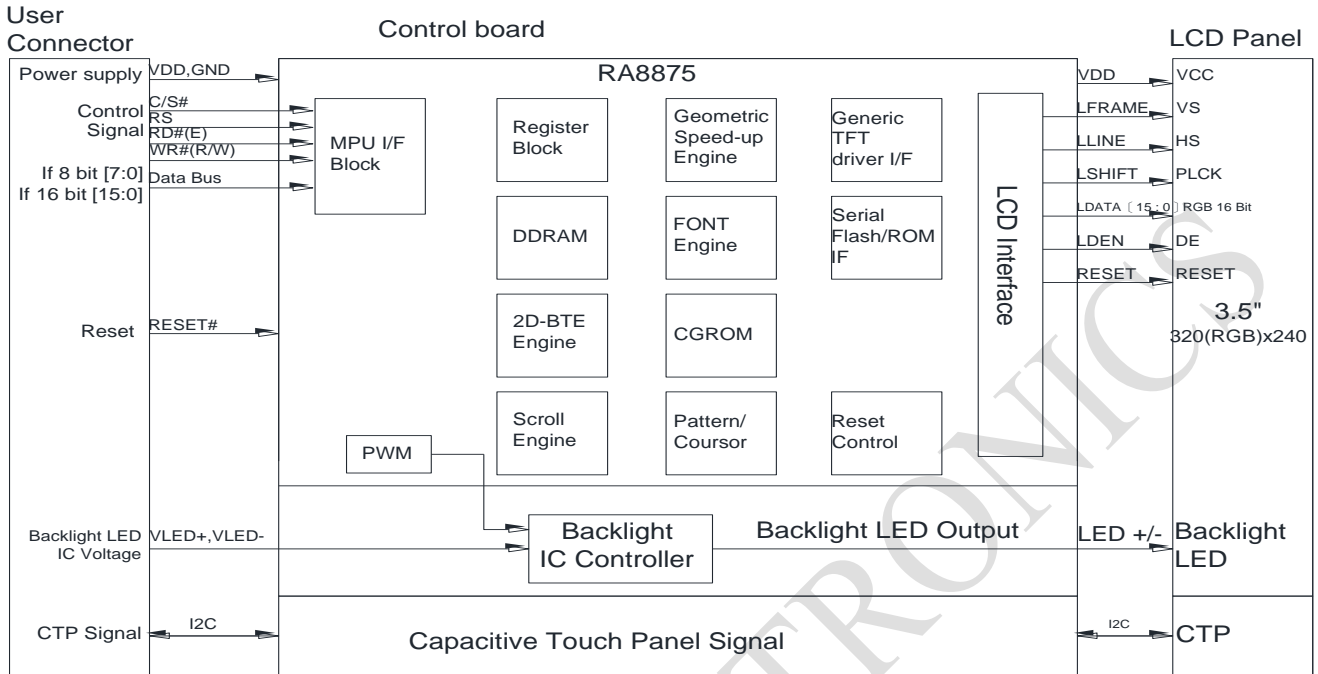 User
Connector
Control board
LCD Panel
Power supply
VDD,GND
Control
Signal
C/S#
RS
RD#(E)
WR#(R/W)
If 8 bit [7:0]
If 16 bit [15:0]
Data Bus
Reset
RESET#
Backlight LED
IC Voltage
VLED+,VLED-
CTP Signal
I2C
RA8875
MPU I/F
Block
Register
Block
Geometric
Speed-up
Engine
Generic
TFT
driver I/F
DDRAM
FONT
Engine
Serial
Flash/ROM
IF
2D-BTE
Engine
CGROM
Scroll
Engine
Pattern/
Coursor
Reset
Control
PWM
LCD Interface
Backlight
IC Controller
Backlight LED Output
Capacitive Touch Panel Signal
VDD
VCC
LFRAME
VS
LLINE
HS
LSHIFT
PLCK
LDATA〔15:0〕
RGB 16 Bit
LDEN
DE
RESET
RESET
3.5"
320(RGB)x240
LED +/-
Backlight
LED
I2C
CTP